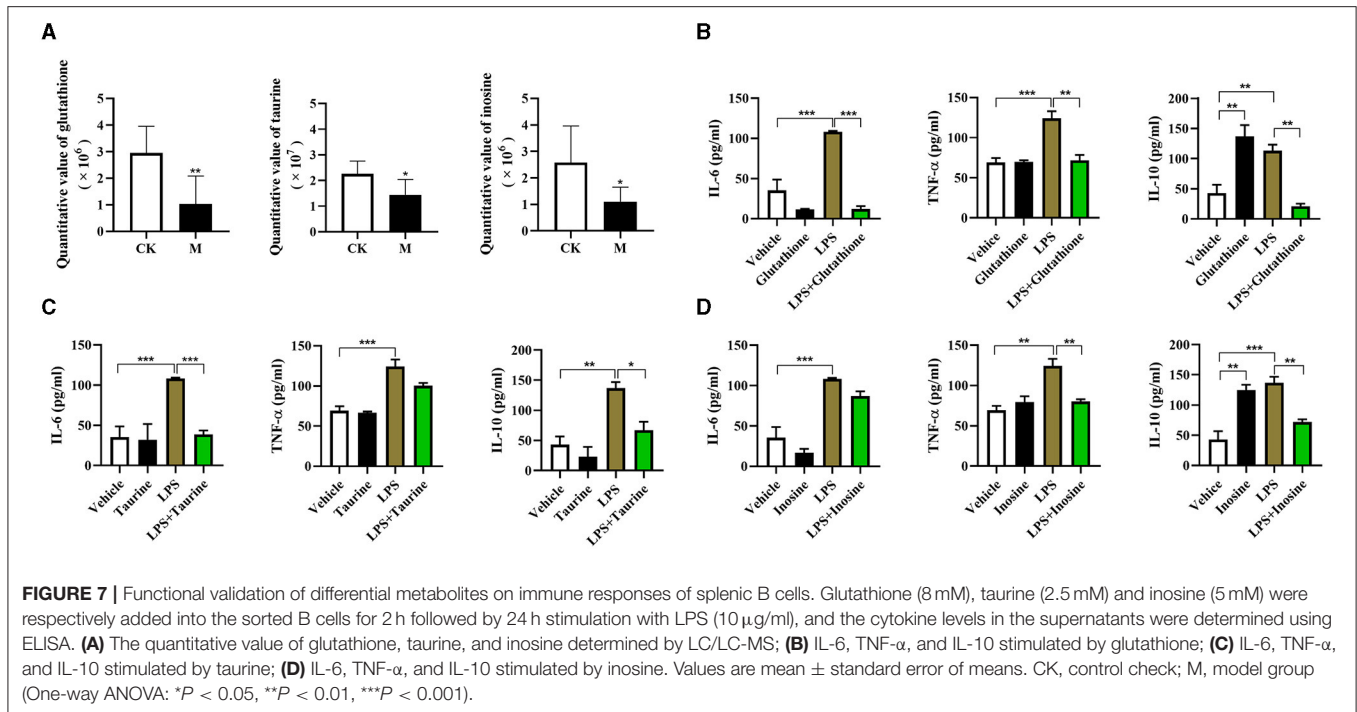 A
Quantitative value of glutathione
( × 10⁶)
5
4
3
2
1
0
**
CK
M
Quantitative value of taurine
( × 10⁷)
5
4
3
2
1
0
*
CK
M
Quantitative value of inosine
( × 10⁶)
5
4
3
2
1
0
*
CK
M
B
IL-6 (pg/ml)
150
100
50
0
***
***
Vehicle
Glutathione
LPS
LPS+Glutathione
TNF-α (pg/ml)
150
100
50
0
***
**
Vehice
Glutathione
LPS
LPS+Glutathione
IL-10 (pg/ml)
200
150
100
50
0
**
**
**
Vehicle
Glutathione
LPS
LPS+Glutathione
C
IL-6 (pg/ml)
150
100
50
0
***
***
Vehicle
Taurine
LPS
LPS+Taurine
TNF-α (pg/ml)
150
100
50
0
***
Vehicle
Taurine
LPS
LPS+Taurine
IL-10 (pg/ml)
200
150
100
50
0
**
*
Vehicle
Taurine
LPS
LPS+Taurine
D
IL-6 (pg/ml)
150
100
50
0
***
Vehicle
Inosine
LPS
LPS+Inosine
TNF-α (pg/ml)
150
100
50
0
**
**
Vehicle
Inosine
LPS
LPS+Inosine
IL-10 (pg/ml)
200
150
100
50
0
***
**
**
Vehice
Inosine
LPS
LPS+Inosine
FIGURE 7 | Functional validation of differential metabolites on immune responses of splenic B cells. Glutathione (8 mM), taurine (2.5 mM) and inosine (5 mM) were
respectively added into the sorted B cells for 2 h followed by 24 h stimulation with LPS (10 μg/ml), and the cytokine levels in the supernatants were determined using
ELISA. (A) The quantitative value of glutathione, taurine, and inosine determined by LC/LC-MS; (B) IL-6, TNF-α, and IL-10 stimulated by glutathione; (C) IL-6, TNF-α,
and IL-10 stimulated by taurine; (D) IL-6, TNF-α, and IL-10 stimulated by inosine. Values are mean ± standard error of means. CK, control check; M, model group
(One-way ANOVA: *P < 0.05, **P < 0.01, ***P < 0.001).